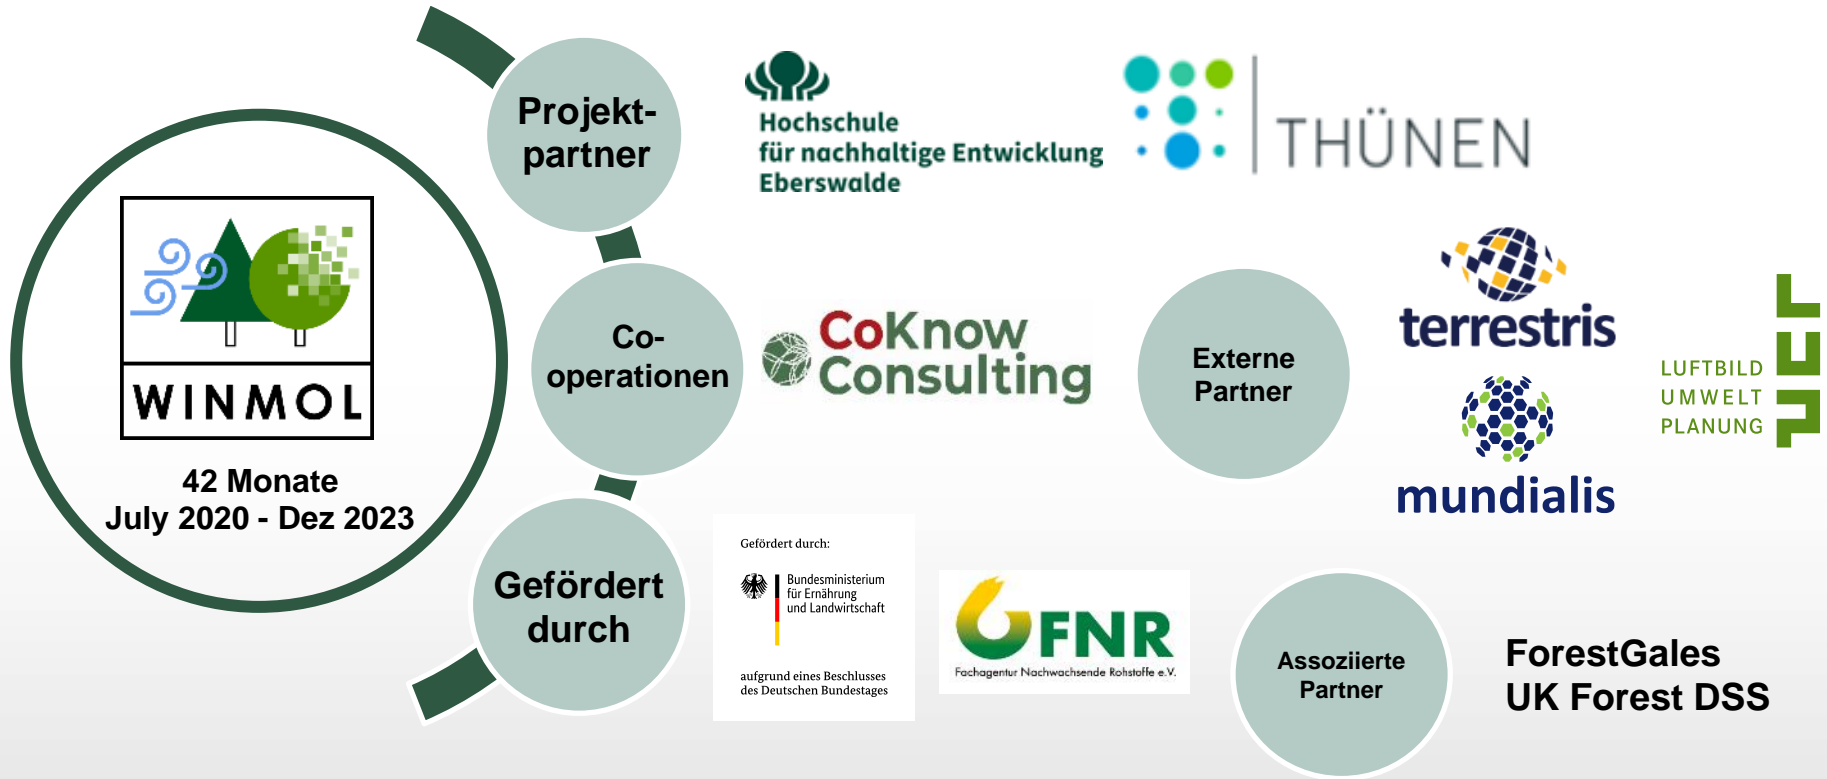 WINMOL
42 Monate
July 2020 - Dez 2023
Projekt-
partner
Hochschule
für nachhaltige Entwicklung
Eberswalde
THÜNEN
Co-
operationen
CoKnow
Consulting
Externe
Partner
terrestris
mundialis
LUFTBILD
UMWELT
PLANUNG
Gefördert
durch
Gefördert durch:
Bundesministerium
für Ernährung
und Landwirtschaft
aufgrund eines Beschlusses
des Deutschen Bundestages
FNR
Fachagentur Nachwachsende Rohstoffe e.V.
Assoziierte
Partner
ForestGales
UK Forest DSS